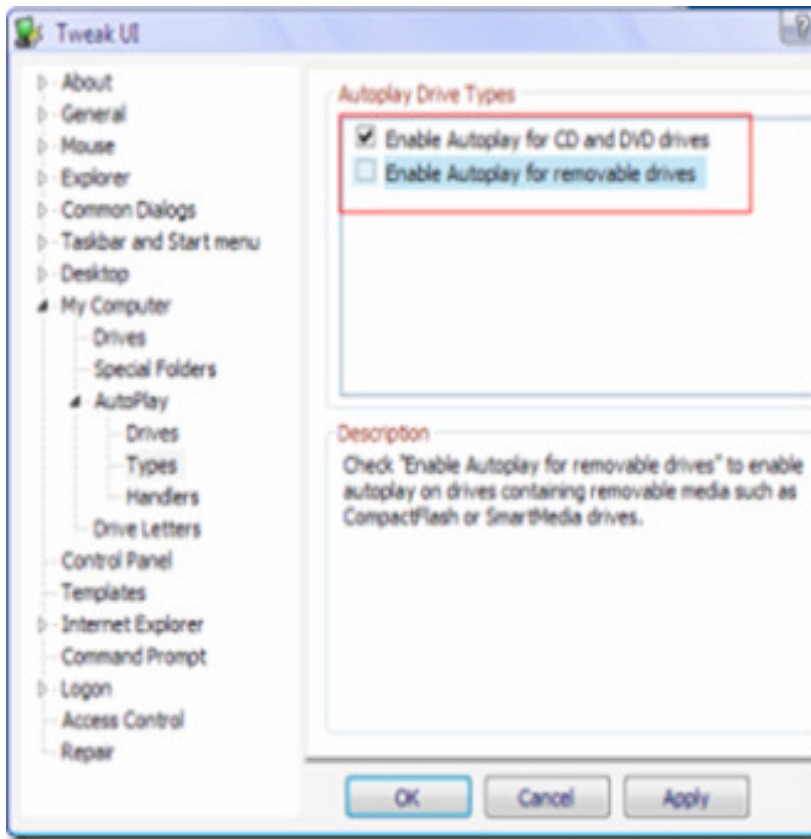 Tweak UI
About
General
Mouse
Explorer
Common Dialogs
Taskbar and Start menu
Desktop
My Computer
Drives
Special Folders
AutoPlay
Drives
Types
Handlers
Drive Letters
Control Panel
Templates
Internet Explorer
Command Prompt
Logon
Access Control
Repair
Autoplay Drive Types
Enable Autoplay for CD and DVD drives
Enable Autoplay for removable drives
Description
Check "Enable Autoplay for removable drives" to enable
autoplay on drives containing removable media such as
CompactFlash or SmartMedia drives.
OK
Cancel
Apply